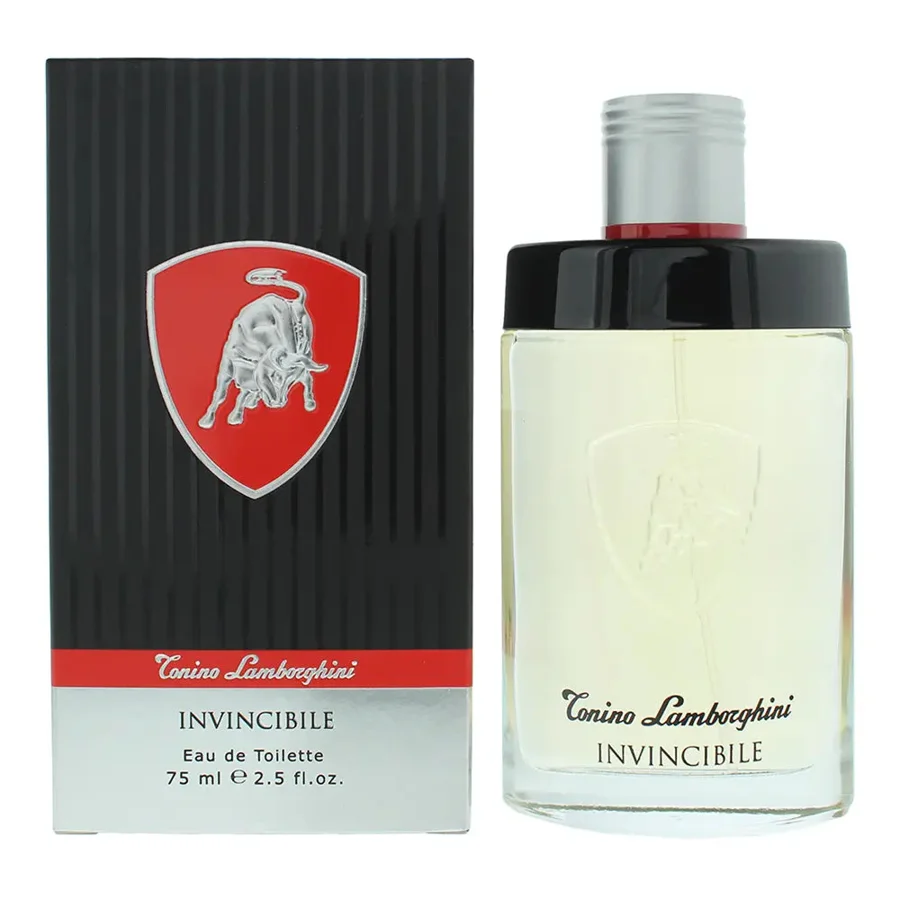 Tonino Lamborghini
INVINCIBILE
Eau de Toilette
75 ml ℮ 2.5 fl.oz.
Tonino Lamborghini
INVINCIBILE